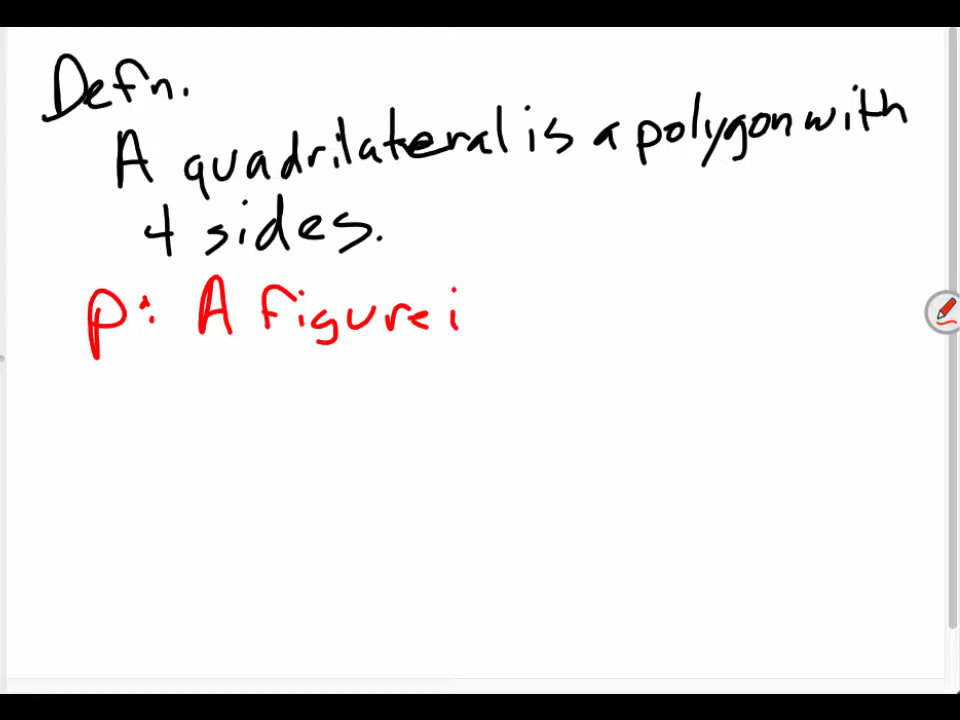 Defn.
A quadrilateral is a polygon with
4 sides.
p: A figure i